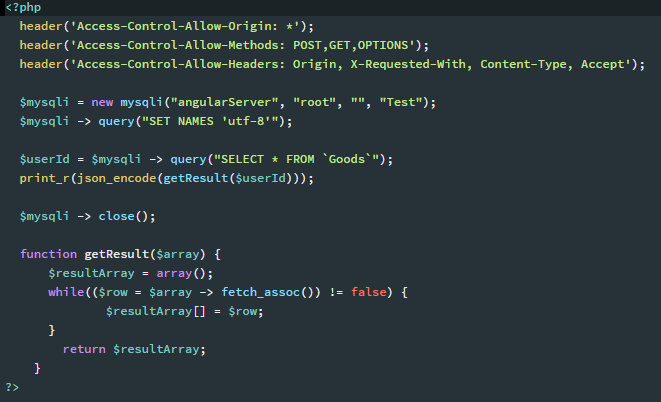 <?php
header('Access-Control-Allow-Origin: *');
header('Access-Control-Allow-Methods: POST,GET,OPTIONS');
header('Access-Control-Allow-Headers: Origin, X-Requested-With, Content-Type, Accept');
$mysqli = new mysqli("angularServer", "root", "", "Test");
$mysqli -> query("SET NAMES 'utf-8'");
$userId = $mysqli -> query("SELECT * FROM `Goods`");
print_r(json_encode(getResult($userId)));
$mysqli -> close();
function getResult($array) {
$resultArray = array();
while(($row = $array -> fetch_assoc()) != false) {
$resultArray[] = $row;
}
return $resultArray;
}
?>